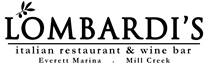 LOMBARDI'S
italian restaurant & wine bar
Everett Marina . Mill Creek